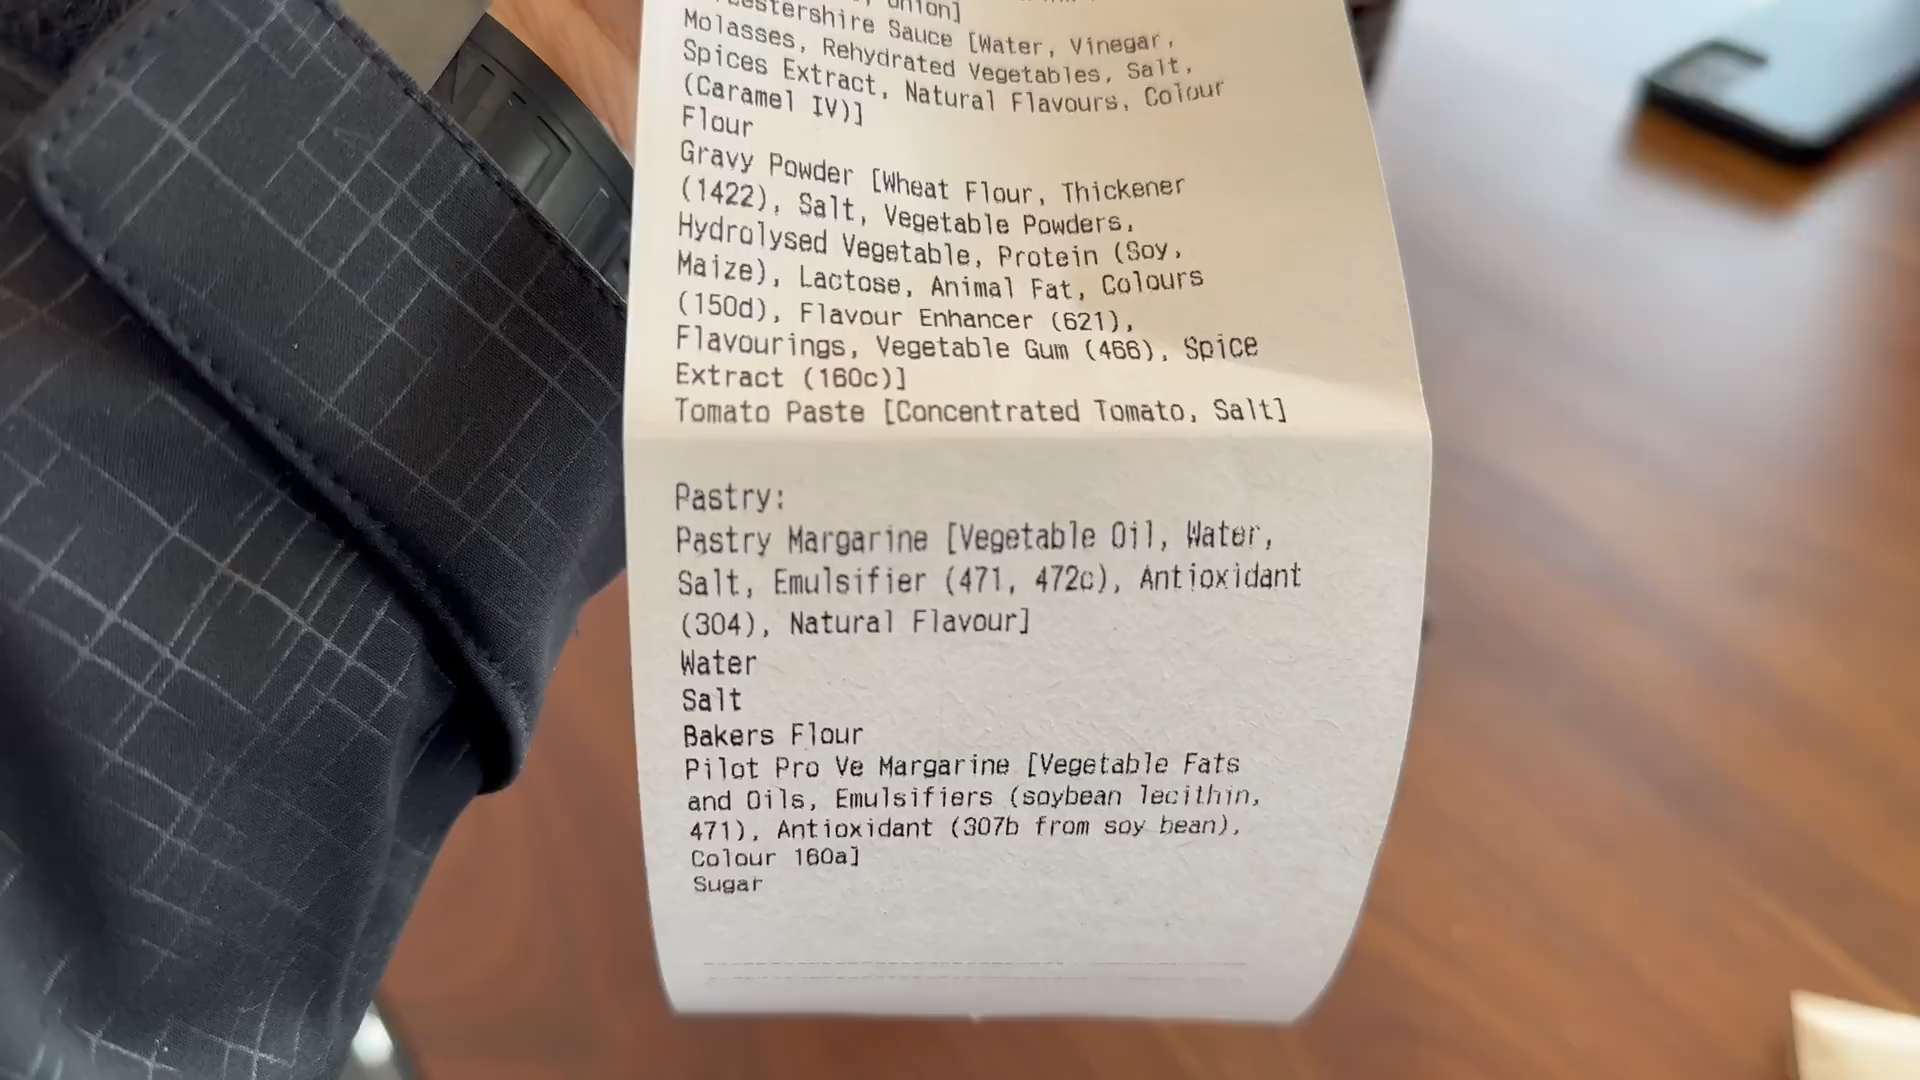 Sauce [Water, Vinegar,
Molasses, Rehydrated Vegetables, Salt,
Spices Extract, Natural Flavours, Colour
(Caramel IV)]
Flour
Gravy Powder [Wheat Flour, Thickener
(1422), Salt, Vegetable Powders,
Hydrolysed Vegetable, Protein (Soy,
Maize), Lactose, Animal Fat, Colours
(150d), Flavour Enhancer (621),
Flavourings, Vegetable Gum (466), Spice
Extract (160c)]
Tomato Paste [Concentrated Tomato, Salt]
Pastry:
Pastry Margarine [Vegetable Oil, Water,
Salt, Emulsifier (471, 472c), Antioxidant
(304), Natural Flavour]
Water
Salt
Bakers Flour
Pilot Pro Ve Margarine [Vegetable Fats
and Oils, Emulsifiers (soybean lecithin,
471), Antioxidant (307b from soy bean),
Colour 160a]
Sugar